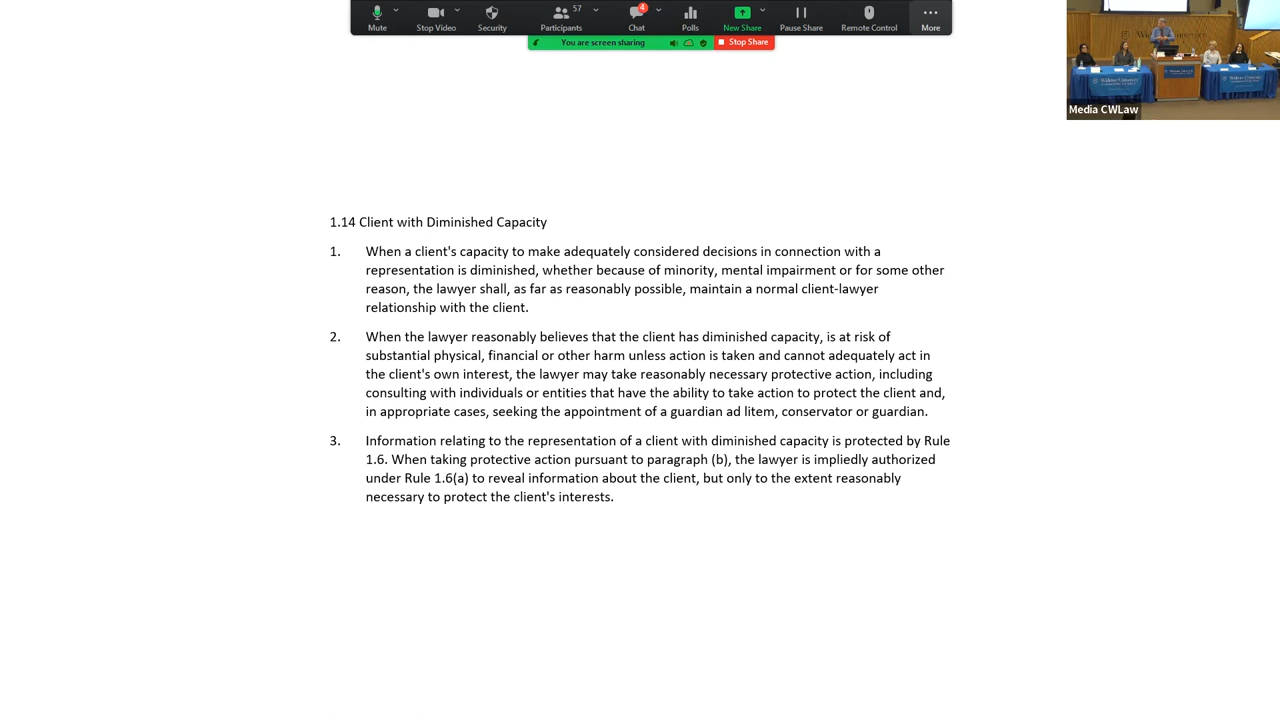 Mute
Stop Video
Security
57
Participants
4
Chat
Polls
New Share
Pause Share
Remote Control
More
You are screen sharing
Stop Share
Media CWLaw
1.14 Client with Diminished Capacity
1. When a client's capacity to make adequately considered decisions in connection with a
representation is diminished, whether because of minority, mental impairment or for some other
reason, the lawyer shall, as far as reasonably possible, maintain a normal client-lawyer
relationship with the client.
2. When the lawyer reasonably believes that the client has diminished capacity, is at risk of
substantial physical, financial or other harm unless action is taken and cannot adequately act in
the client's own interest, the lawyer may take reasonably necessary protective action, including
consulting with individuals or entities that have the ability to take action to protect the client and,
in appropriate cases, seeking the appointment of a guardian ad litem, conservator or guardian.
3. Information relating to the representation of a client with diminished capacity is protected by Rule
1.6. When taking protective action pursuant to paragraph (b), the lawyer is impliedly authorized
under Rule 1.6(a) to reveal information about the client, but only to the extent reasonably
necessary to protect the client's interests.